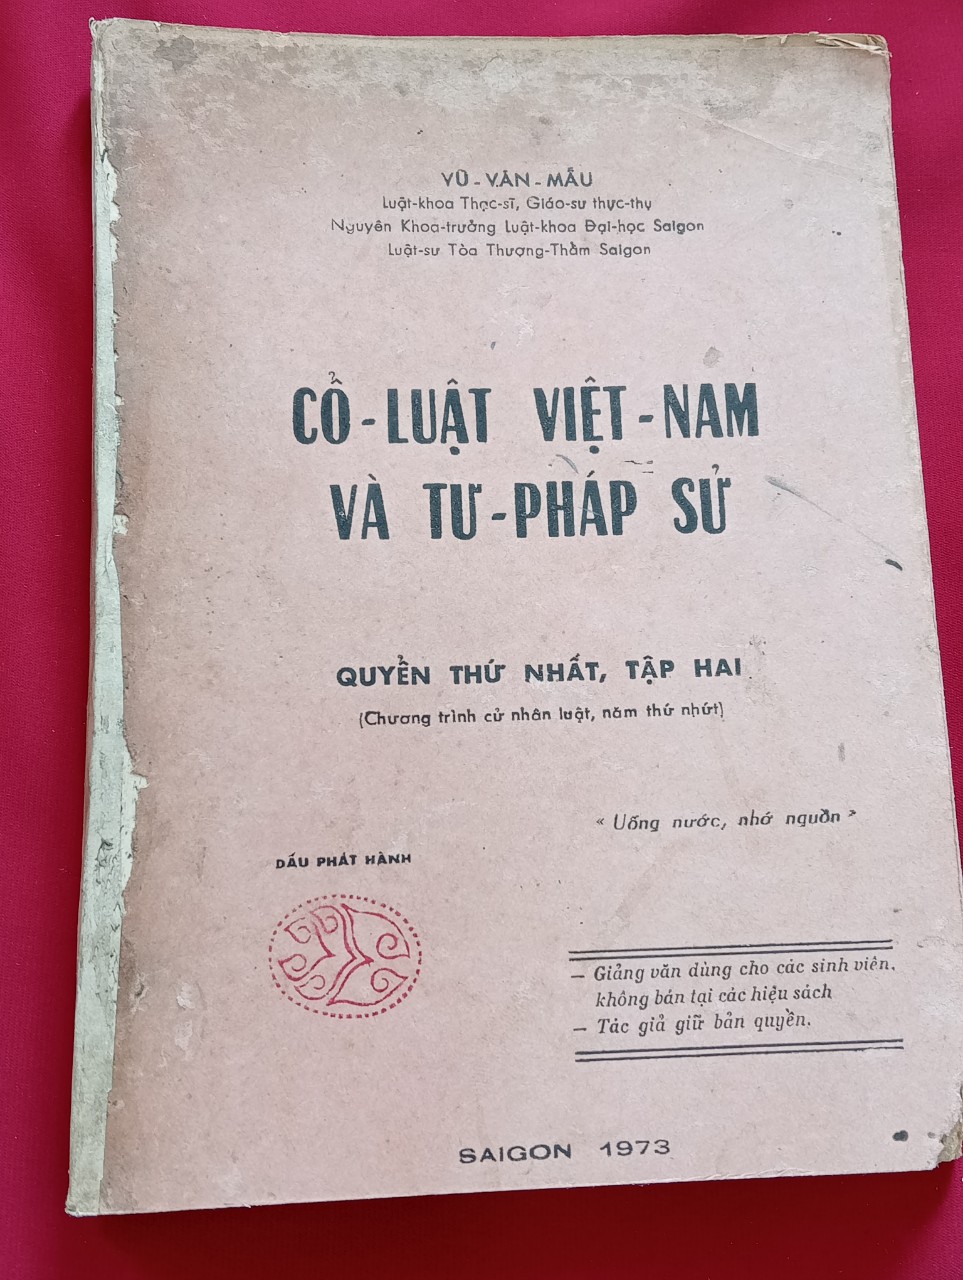 VŨ - VĂN - MẪU
Luật-khoa Thạc-sĩ, Giáo-sư thực-thụ
Nguyên Khoa-trưởng Luật-khoa Đại-học Saigon
Luật-sư Tòa Thượng-Thẩm Saigon
CỔ - LUẬT VIỆT - NAM
VÀ TƯ - PHÁP SỬ
QUYỂN THỨ NHẤT, TẬP HAI
(Chương trình cử nhân luật, năm thứ nhứt)
« Uống nước, nhớ nguồn »
DẤU PHÁT HÀNH
— Giảng văn dùng cho các sinh viên,
không bán tại các hiệu sách
— Tác giả giữ bản quyền.
SAIGON 1973